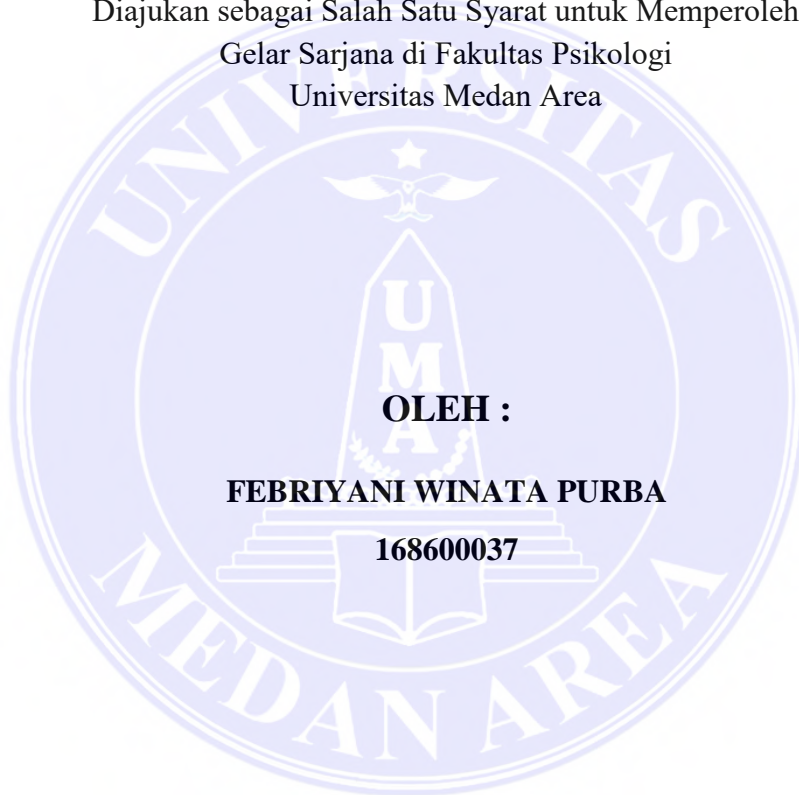 Diajukan sebagai Salah Satu Syarat untuk Memperoleh
Gelar Sarjana di Fakultas Psikologi
Universitas Medan Area
UNIVERSITAS
U
M
A
OLEH :
FEBRIYANI WINATA PURBA
168600037
MEDAN AREA